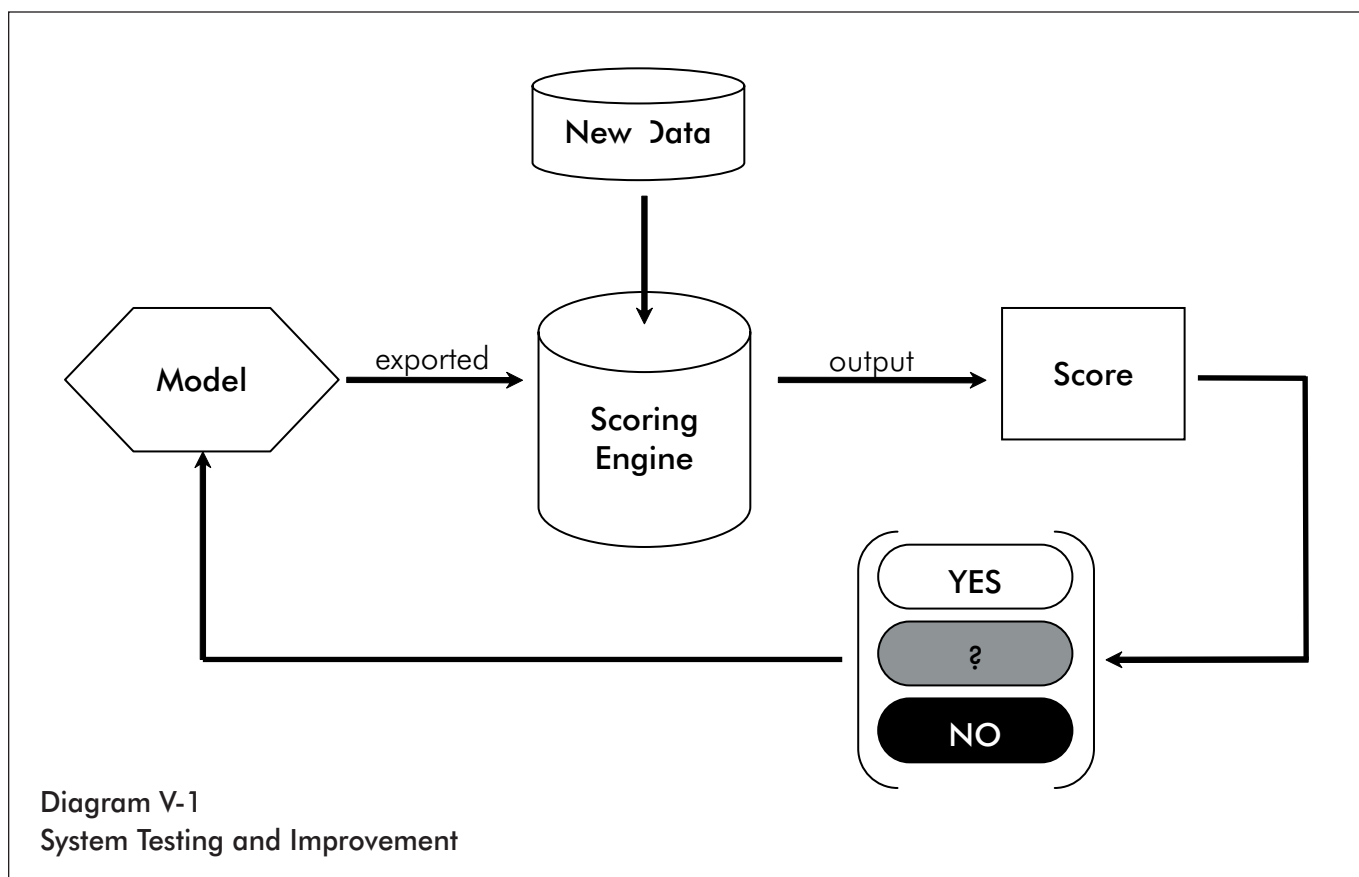 New Data
Model
exported
Scoring
Engine
output
Score
YES
?
NO
Diagram V-1
System Testing and Improvement